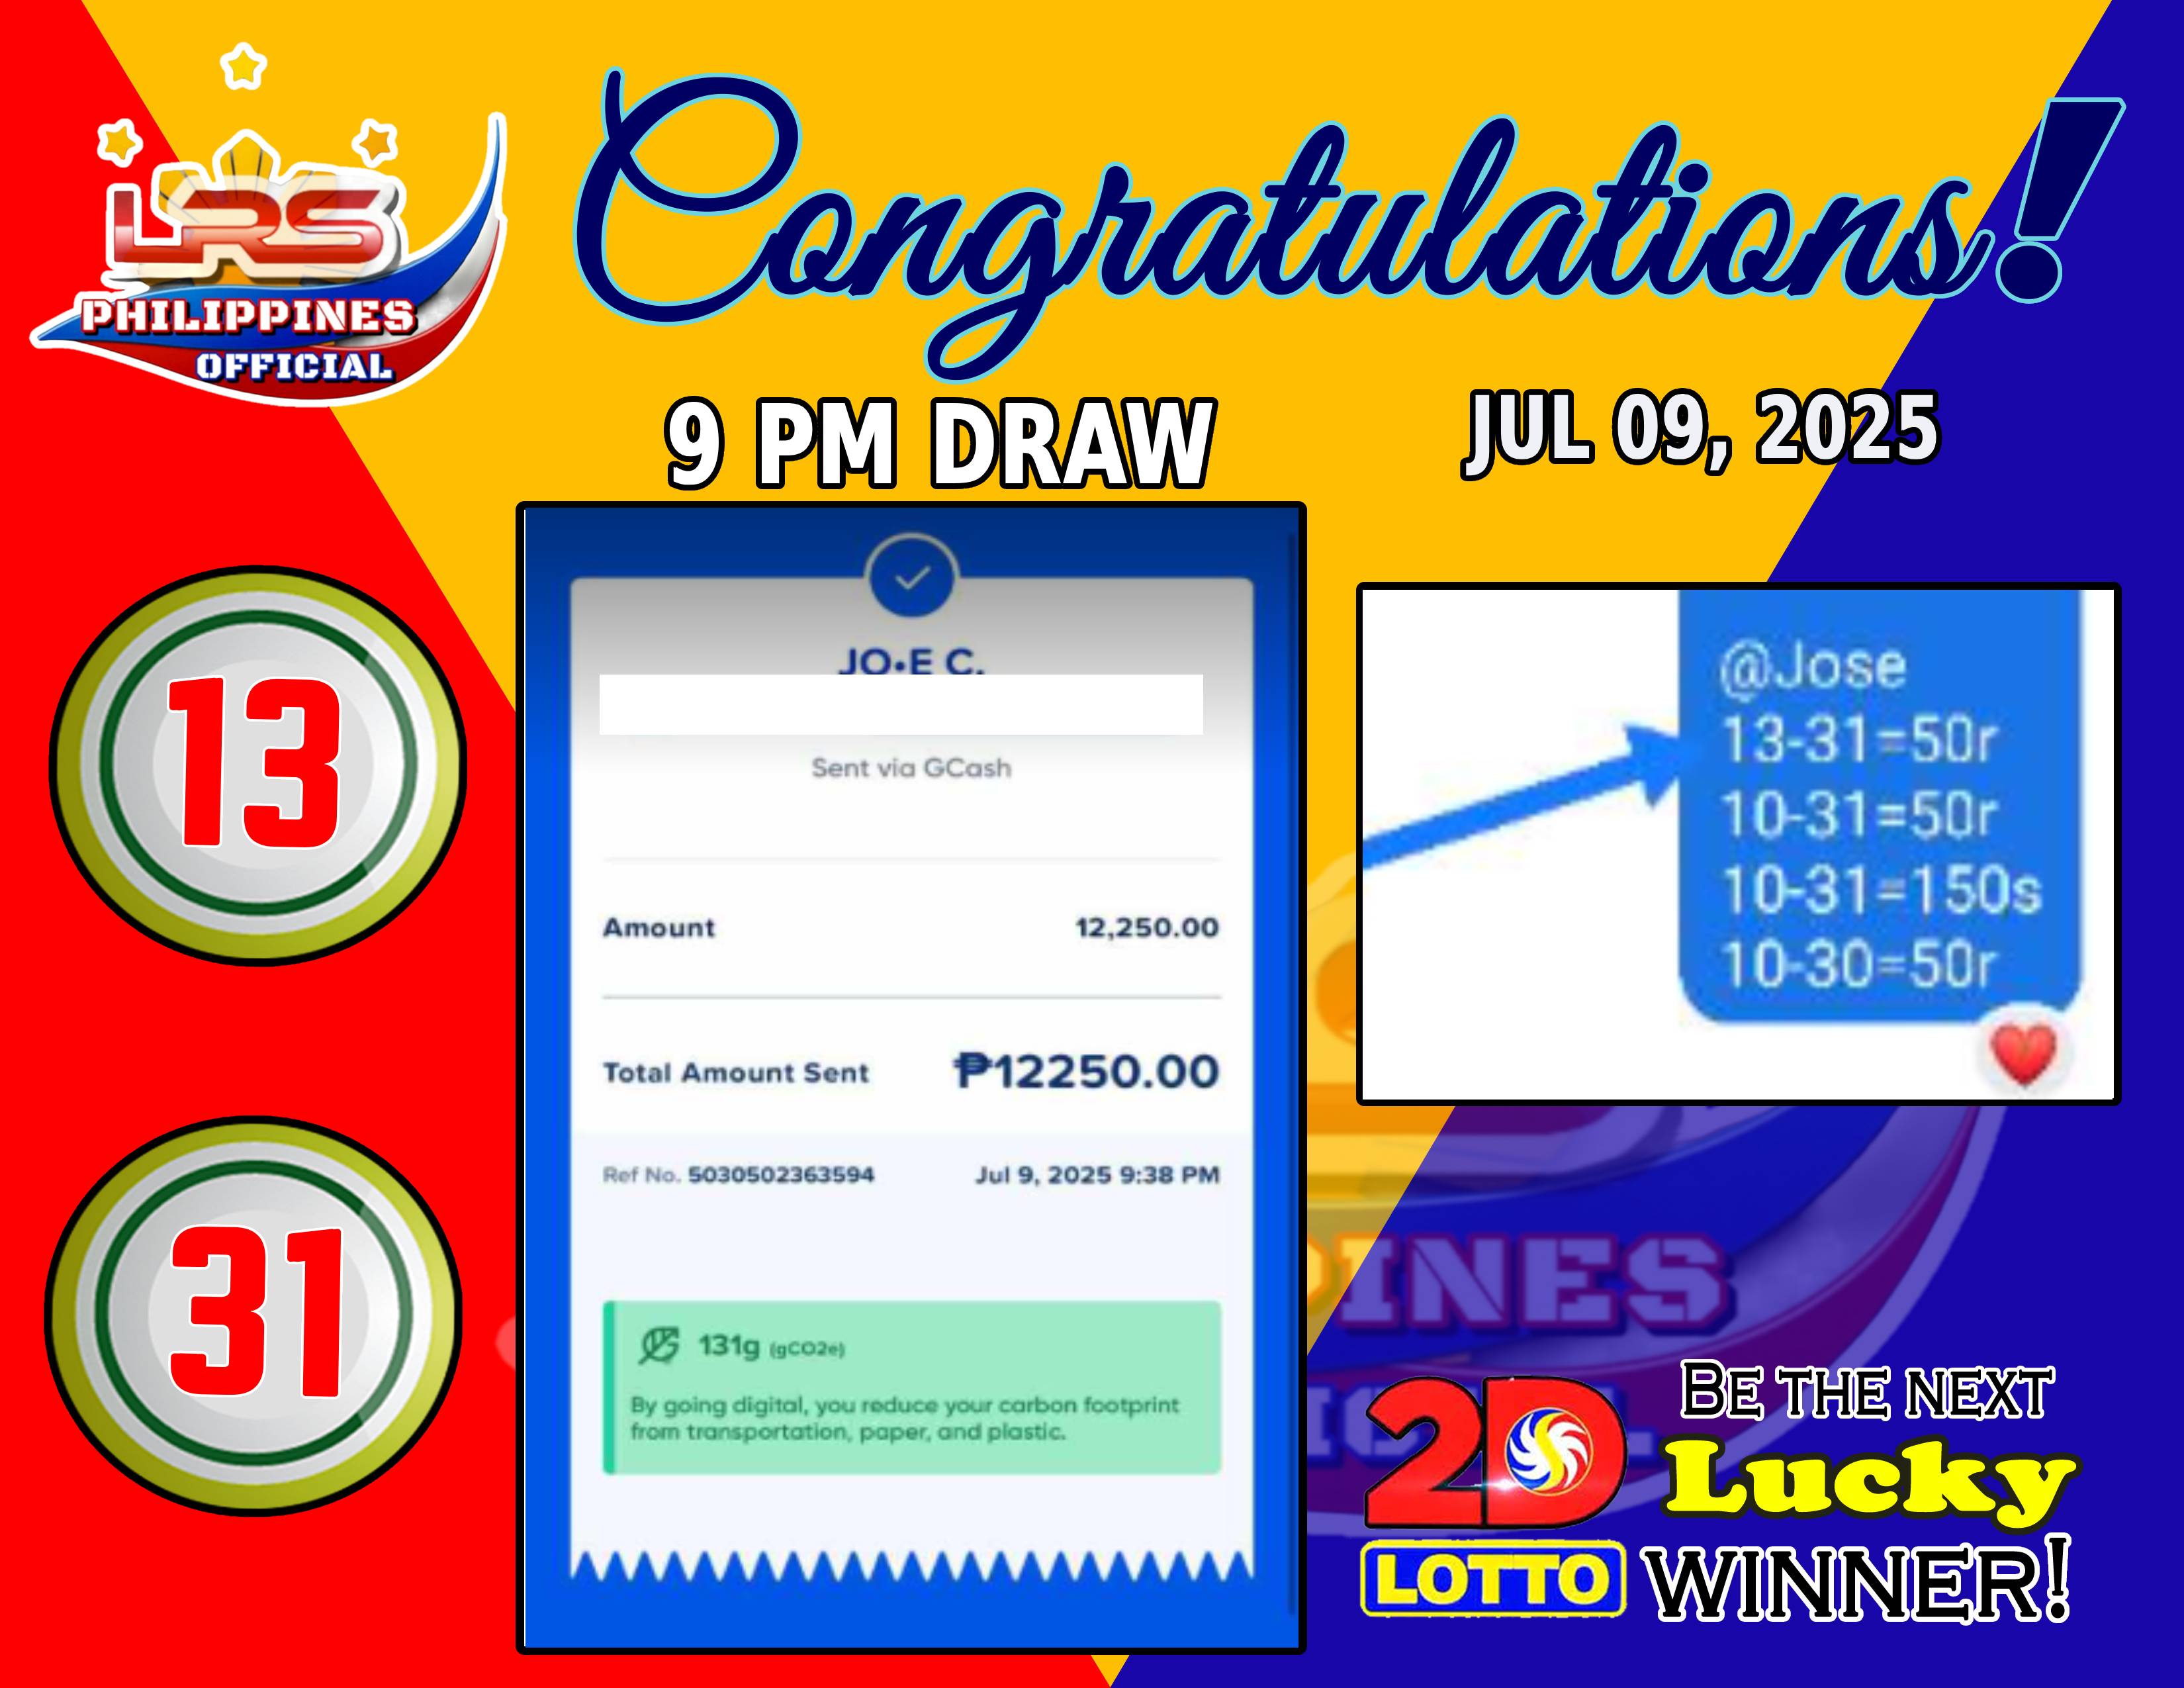 LRS
PHILIPPINES
OFFICIAL
Congratulations!
9 PM DRAW
JUL 09, 2025
13
31
JO•E C.
Sent via GCash
Amount 12,250.00
Total Amount Sent ₱12250.00
Ref No. 5030502363594 Jul 9, 2025 9:38 PM
131g (gCO2e)
By going digital, you reduce your carbon footprint
from transportation, paper, and plastic.
@Jose
13-31=50r
10-31=50r
10-31=150s
10-30=50r
PINES
2D
LOTTO
BE THE NEXT
Lucky
WINNER!